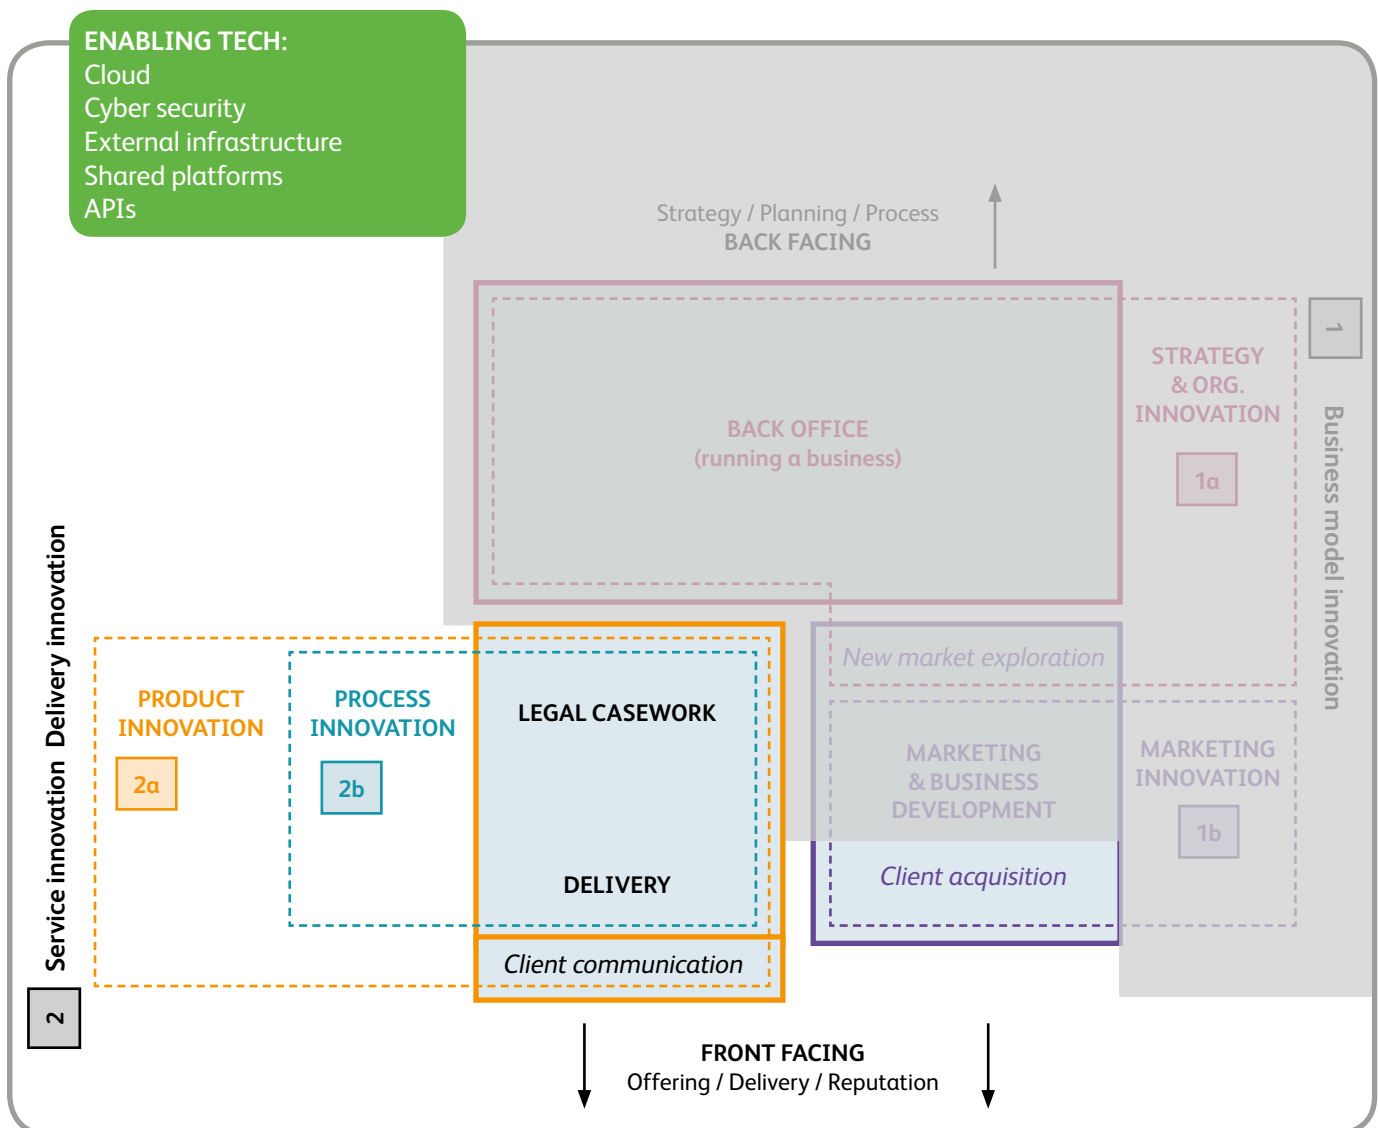 ENABLING TECH:
Cloud
Cyber security
External infrastructure
Shared platforms
APIs
Strategy / Planning / Process
BACK FACING
BACK OFFICE
(running a business)
STRATEGY
& ORG.
INNOVATION
1a
1
Business model innovation
New market exploration
MARKETING
& BUSINESS
DEVELOPMENT
Client acquisition
MARKETING
INNOVATION
1b
Service innovation Delivery innovation
2
PRODUCT
INNOVATION
2a
PROCESS
INNOVATION
2b
LEGAL CASEWORK
DELIVERY
Client communication
FRONT FACING
Offering / Delivery / Reputation